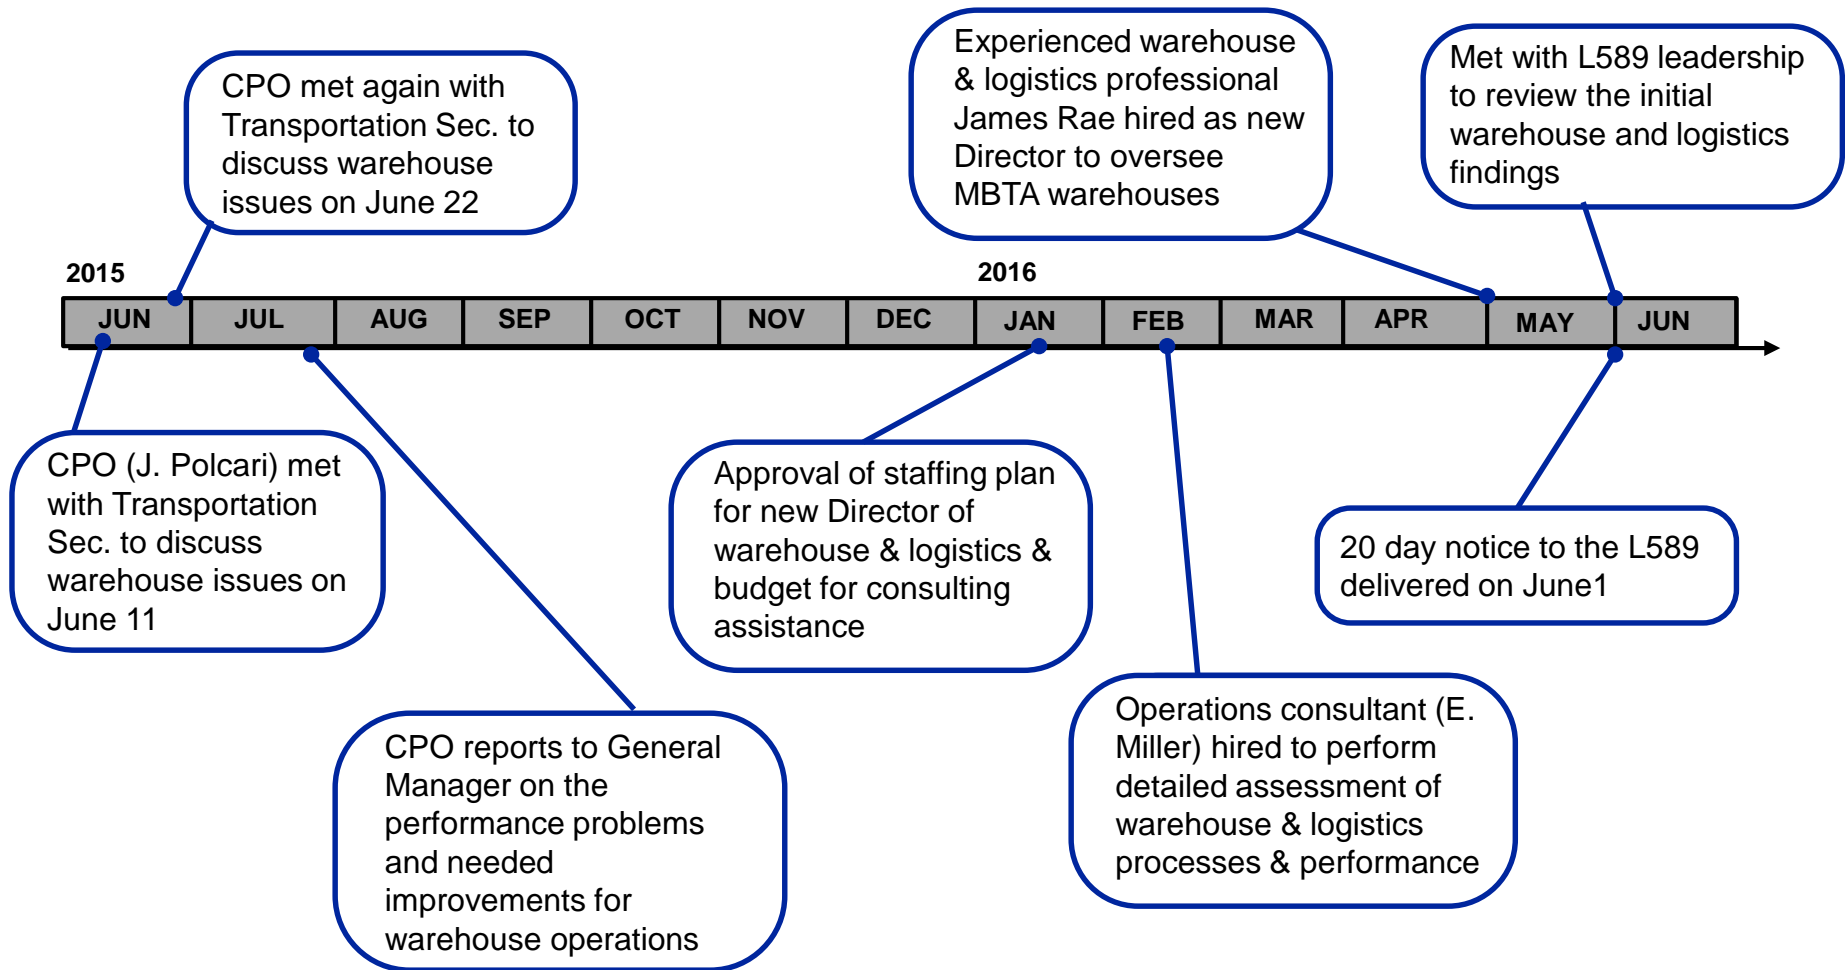 CPO met again with
Transportation Sec. to
discuss warehouse
issues on June 22
Experienced warehouse
& logistics professional
James Rae hired as new
Director to oversee
MBTA warehouses
Met with L589 leadership
to review the initial
warehouse and logistics
findings
2015
2016
JUN JUL AUG SEP OCT NOV DEC JAN FEB MAR APR MAY JUN
CPO (J. Polcari) met
with Transportation
Sec. to discuss
warehouse issues on
June 11
Approval of staffing plan
for new Director of
warehouse & logistics &
budget for consulting
assistance
20 day notice to the L589
delivered on June1
CPO reports to General
Manager on the
performance problems
and needed
improvements for
warehouse operations
Operations consultant (E.
Miller) hired to perform
detailed assessment of
warehouse & logistics
processes & performance